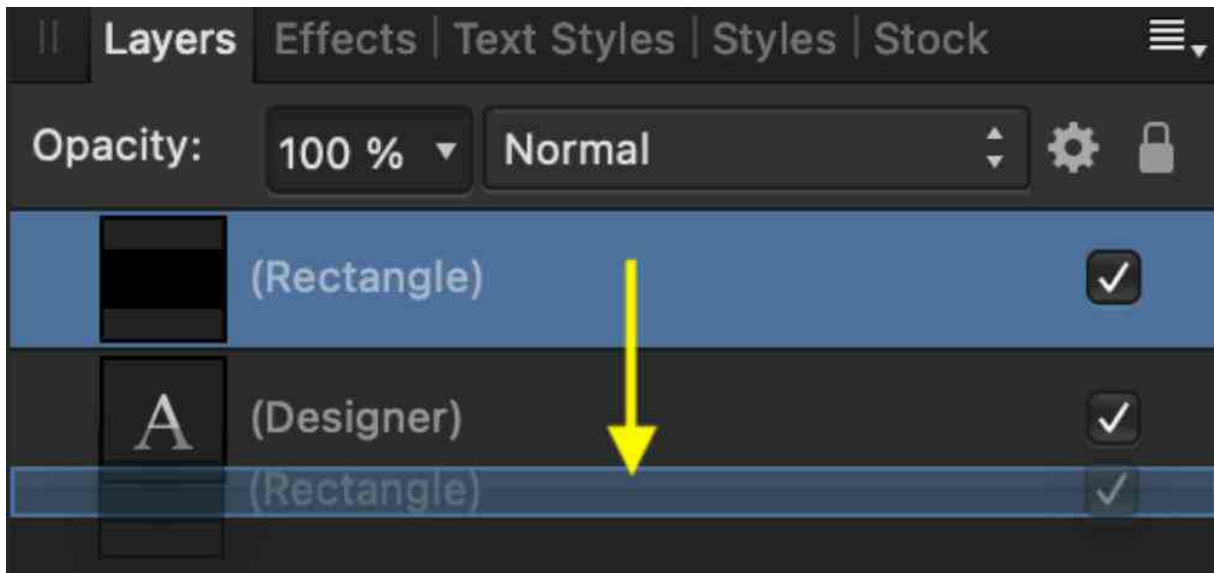 Layers Effects | Text Styles | Styles | Stock
Opacity: 100 % Normal
(Rectangle)
A (Designer)
(Rectangle)